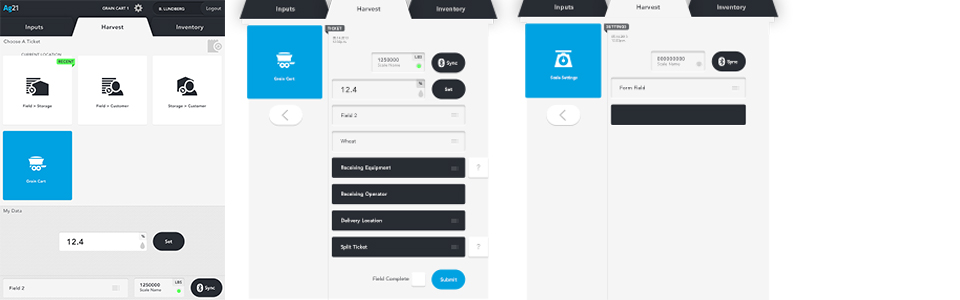 Ag21
GRAIN CART 1
B. LUNDBERG
Logout
Inputs
Harvest
Inventory
Choose A Ticket
CURRENT LOCATION
RECENT
Field > Storage
Field > Customer
Storage > Customer
Grain Cart
My Data
12.4
%
Set
Field 2
1250000
LBS
Scale Name
Sync
Inputs
Harvest
Inventory
Grain Cart
TICKET
1250000
LBS
Scale Name
Sync
12.4
%
Set
Field 2
Wheat
Receiving Equipment
?
Receiving Operator
Delivery Location
Split Ticket
?
Field Complete
Submit
Inputs
Harvest
Inventory
Scale Settings
SETTINGS
000000000
Scale Name
Sync
Form Field